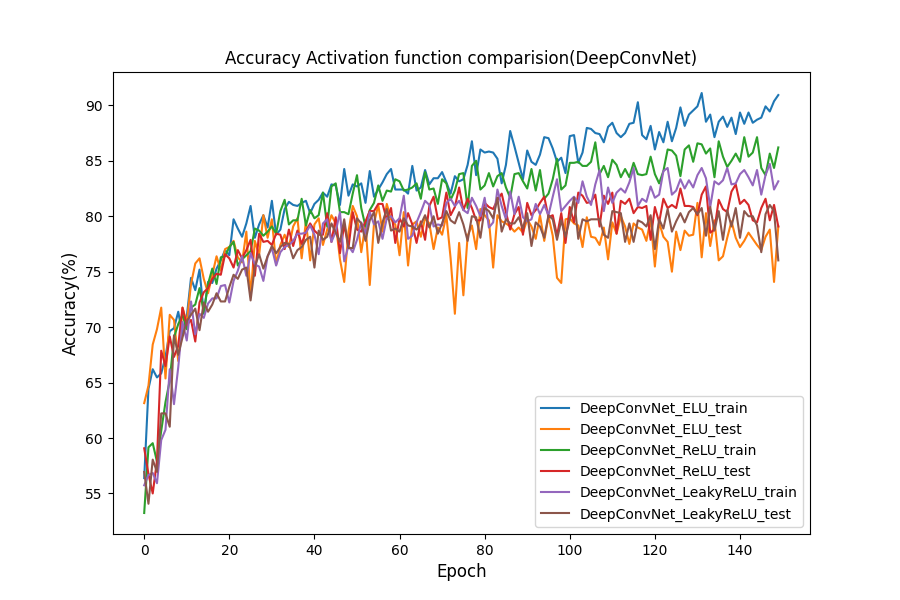 Accuracy Activation function comparision(DeepConvNet)
Accuracy(%)
90
85
80
75
70
65
60
55
0 20 40 60 80 100 120 140
Epoch
DeepConvNet_ELU_train
DeepConvNet_ELU_test
DeepConvNet_ReLU_train
DeepConvNet_ReLU_test
DeepConvNet_LeakyReLU_train
DeepConvNet_LeakyReLU_test